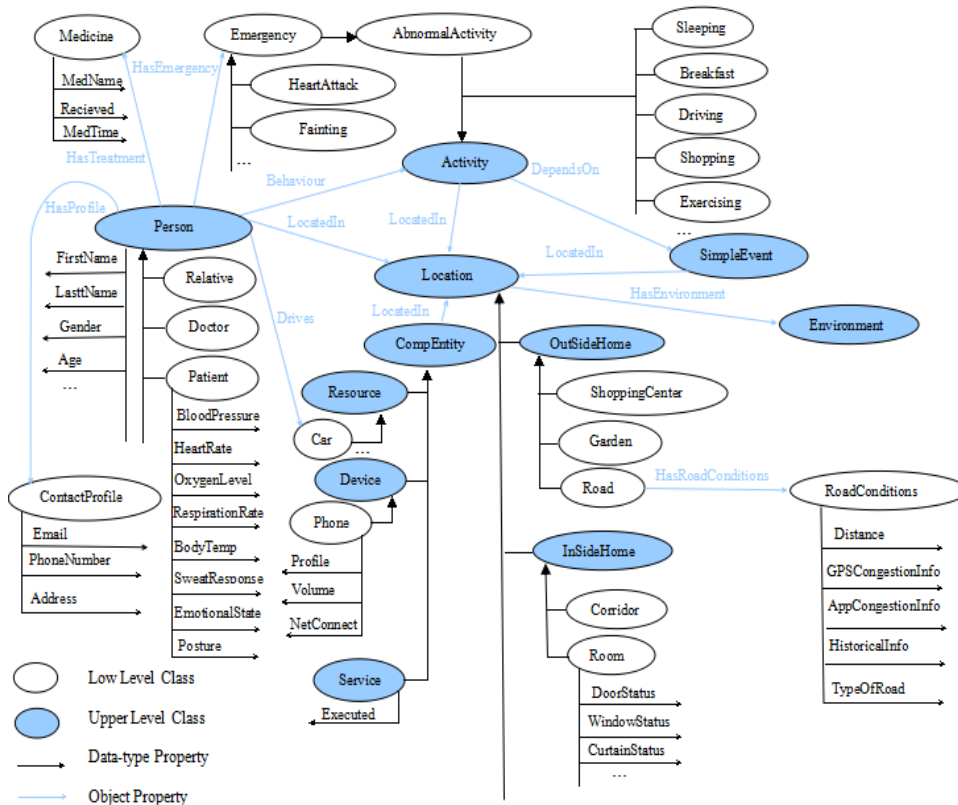 Medicine
Emergency
AbnormalActivity
Sleeping
HasEmergency
MedName
Recieved
MedTime
HeartAttack
Fainting
...
Breakfast
Driving
Shopping
Exercising
...
HasTreatment
Activity
DependsOn
Behaviour
HasProfile
LocatedIn
LocatedIn
Person
LocatedIn
SimpleEvent
FirstName
LasttName
Gender
Age
...
Relative
Doctor
Patient
Location
HasEnvironment
Environment
Drives
LocatedIn
CompEntity
OutSideHome
Resource
Car
...
ShoppingCenter
Garden
Road
HasRoadConditions
RoadConditions
BloodPressure
HeartRate
OxygenLevel
RespirationRate
BodyTemp
SweatResponse
EmotionalState
Posture
Device
Phone
Profile
Volume
NetConnect
ContactProfile
Email
PhoneNumber
Address
Distance
GPSCongestionInfo
AppCongestionInfo
HistoricalInfo
TypeOfRoad
InSideHome
Corridor
Room
DoorStatus
WindowStatus
CurtainStatus
...
Service
Executed
Low Level Class
Upper Level Class
Data-type Property
Object Property